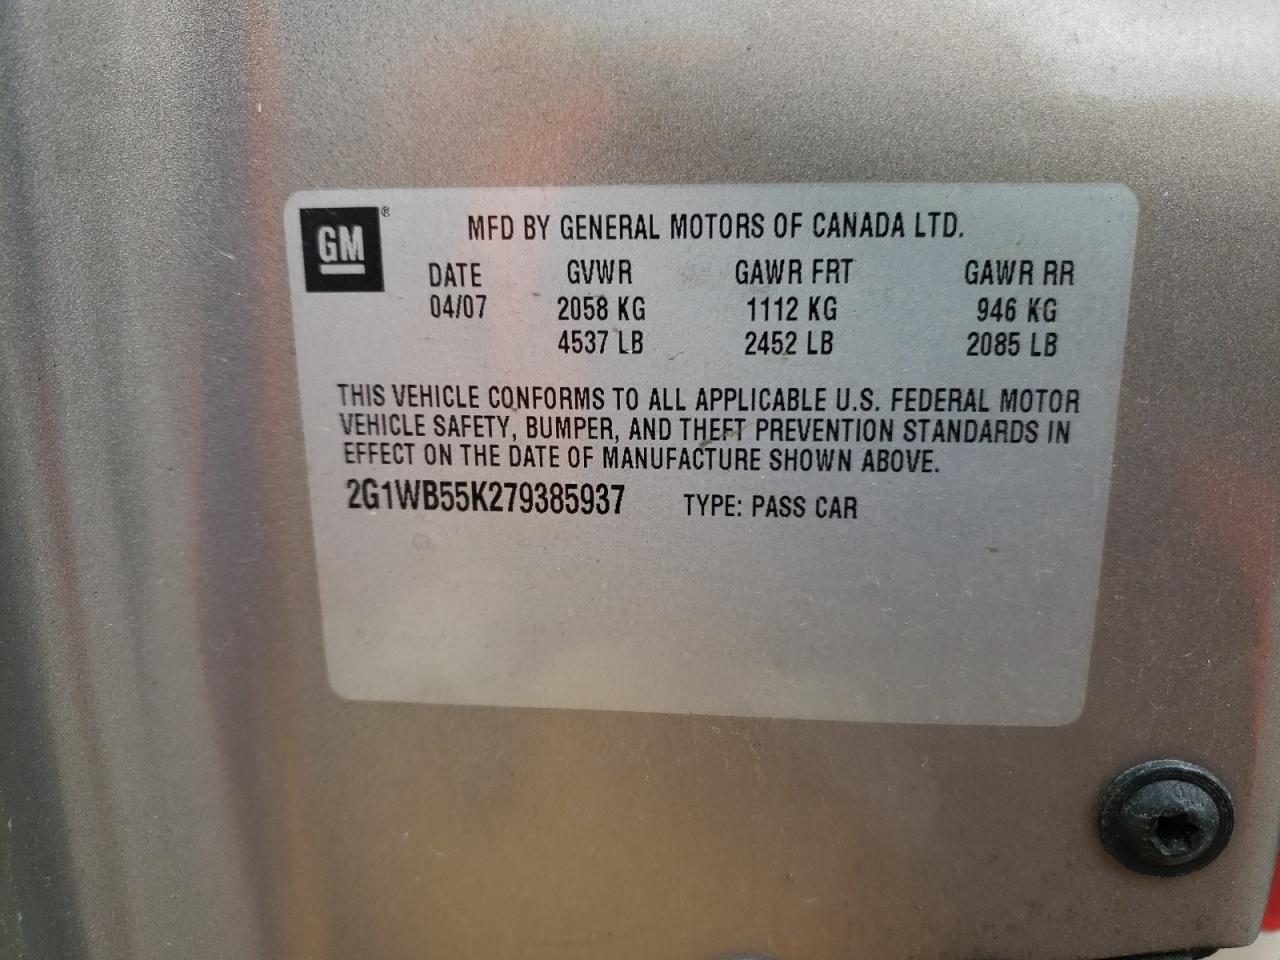 GM®
MFD BY GENERAL MOTORS OF CANADA LTD.
DATE GVWR GAWR FRT GAWR RR
04/07 2058 KG 1112 KG 946 KG
4537 LB 2452 LB 2085 LB
THIS VEHICLE CONFORMS TO ALL APPLICABLE U.S. FEDERAL MOTOR
VEHICLE SAFETY, BUMPER, AND THEFT PREVENTION STANDARDS IN
EFFECT ON THE DATE OF MANUFACTURE SHOWN ABOVE.
2G1WB55K279385937 TYPE: PASS CAR